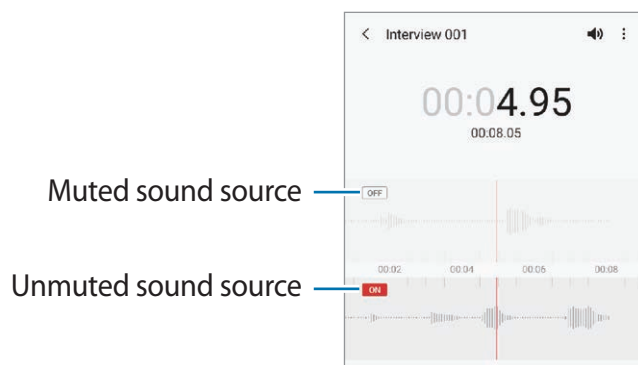 Interview 001
00:04.95
00:08.05
Muted sound source
OFF
00:02 00:04 00:06 00:08
Unmuted sound source
ON